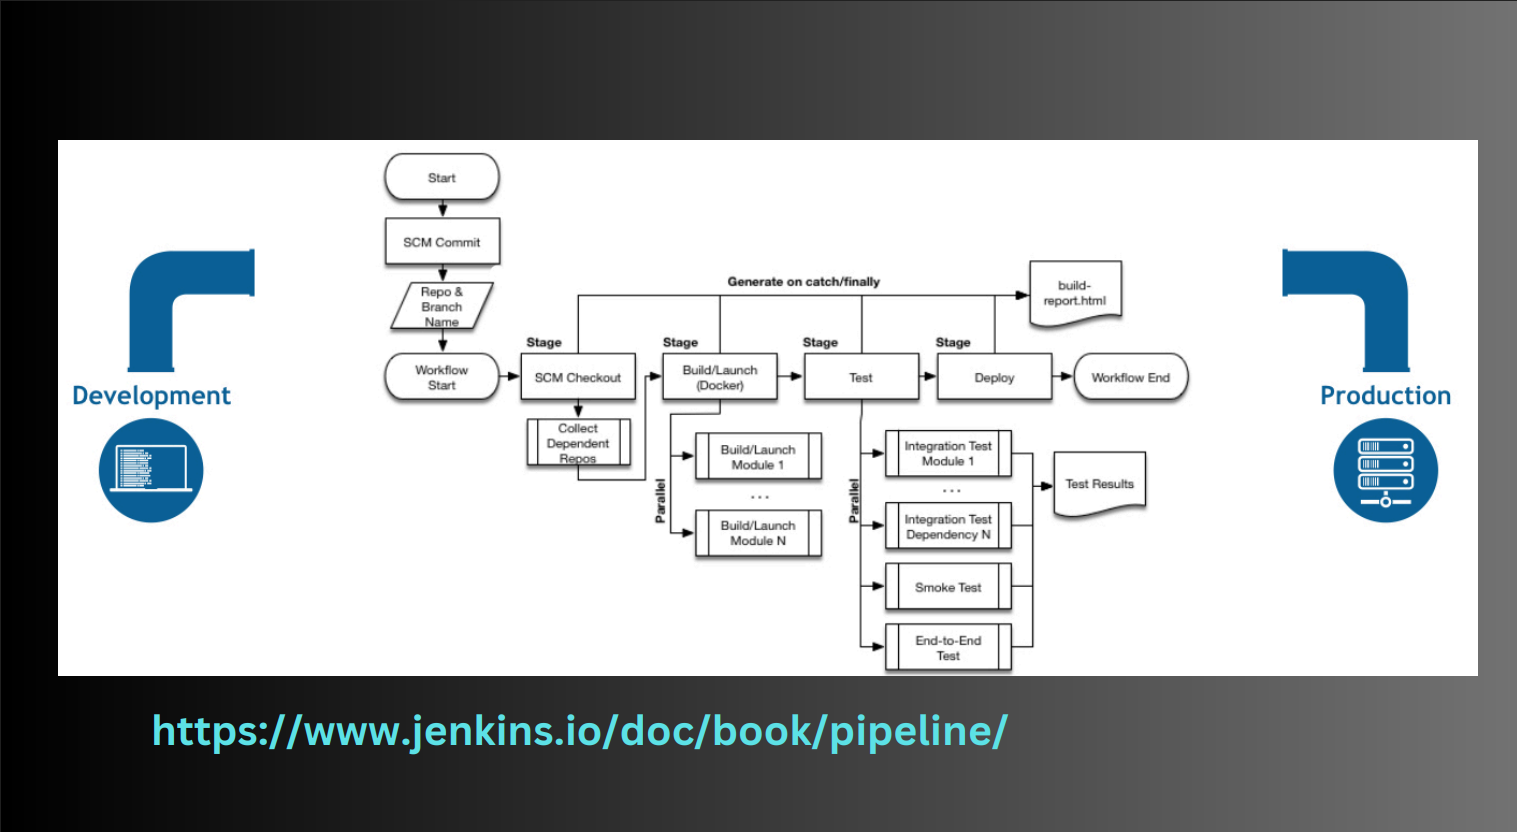 Start
SCM Commit
Repo &
Branch
Name
Workflow
Start
Development
Generate on catch/finally
build-
report.html
Stage
SCM Checkout
Collect
Dependent
Repos
Stage
Build/Launch
(Docker)
Parallel
Build/Launch
Module 1
...
Build/Launch
Module N
Stage
Test
Parallel
Integration Test
Module 1
...
Integration Test
Dependency N
Smoke Test
End-to-End
Test
Test Results
Stage
Deploy
Workflow End
Production
https://www.jenkins.io/doc/book/pipeline/